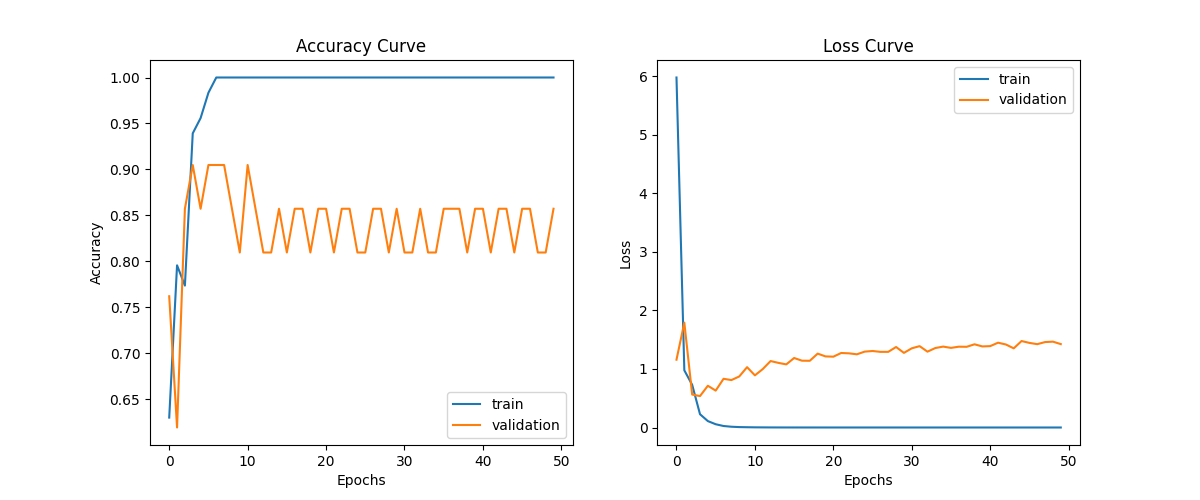 Accuracy Curve
Accuracy
1.00
0.95
0.90
0.85
0.80
0.75
0.70
0.65
0 10 20 30 40 50
Epochs
train
validation
Loss Curve
Loss
6
5
4
3
2
1
0
0 10 20 30 40 50
Epochs
train
validation